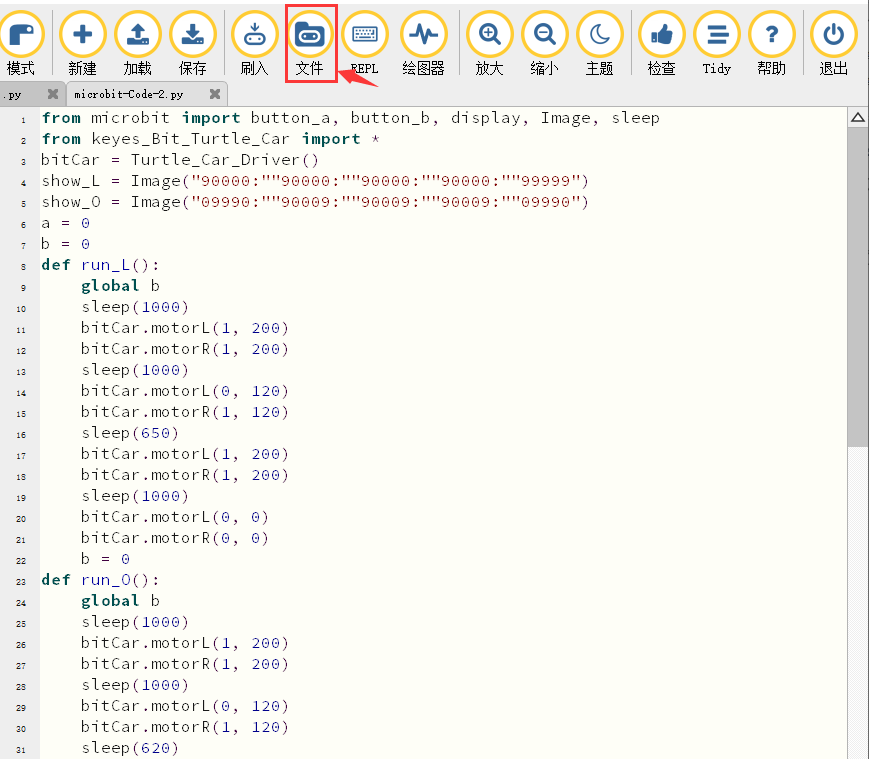 模式 新建 加载 保存 刷入 文件 REPL 绘图器 放大 缩小 主题 检查 Tidy 帮助 退出
.py microbit-Code-2.py
1 from microbit import button_a, button_b, display, Image, sleep
2 from keyes_Bit_Turtle_Car import *
3 bitCar = Turtle_Car_Driver()
4 show_L = Image("90000:""90000:""90000:""90000:""99999")
5 show_O = Image("09990:""90009:""90009:""90009:""09990")
6 a = 0
7 b = 0
8 def run_L():
9     global b
10     sleep(1000)
11     bitCar.motorL(1, 200)
12     bitCar.motorR(1, 200)
13     sleep(1000)
14     bitCar.motorL(0, 120)
15     bitCar.motorR(1, 120)
16     sleep(650)
17     bitCar.motorL(1, 200)
18     bitCar.motorR(1, 200)
19     sleep(1000)
20     bitCar.motorL(0, 0)
21     bitCar.motorR(0, 0)
22     b = 0
23 def run_O():
24     global b
25     sleep(1000)
26     bitCar.motorL(1, 200)
27     bitCar.motorR(1, 200)
28     sleep(1000)
29     bitCar.motorL(0, 120)
30     bitCar.motorR(1, 120)
31     sleep(620)